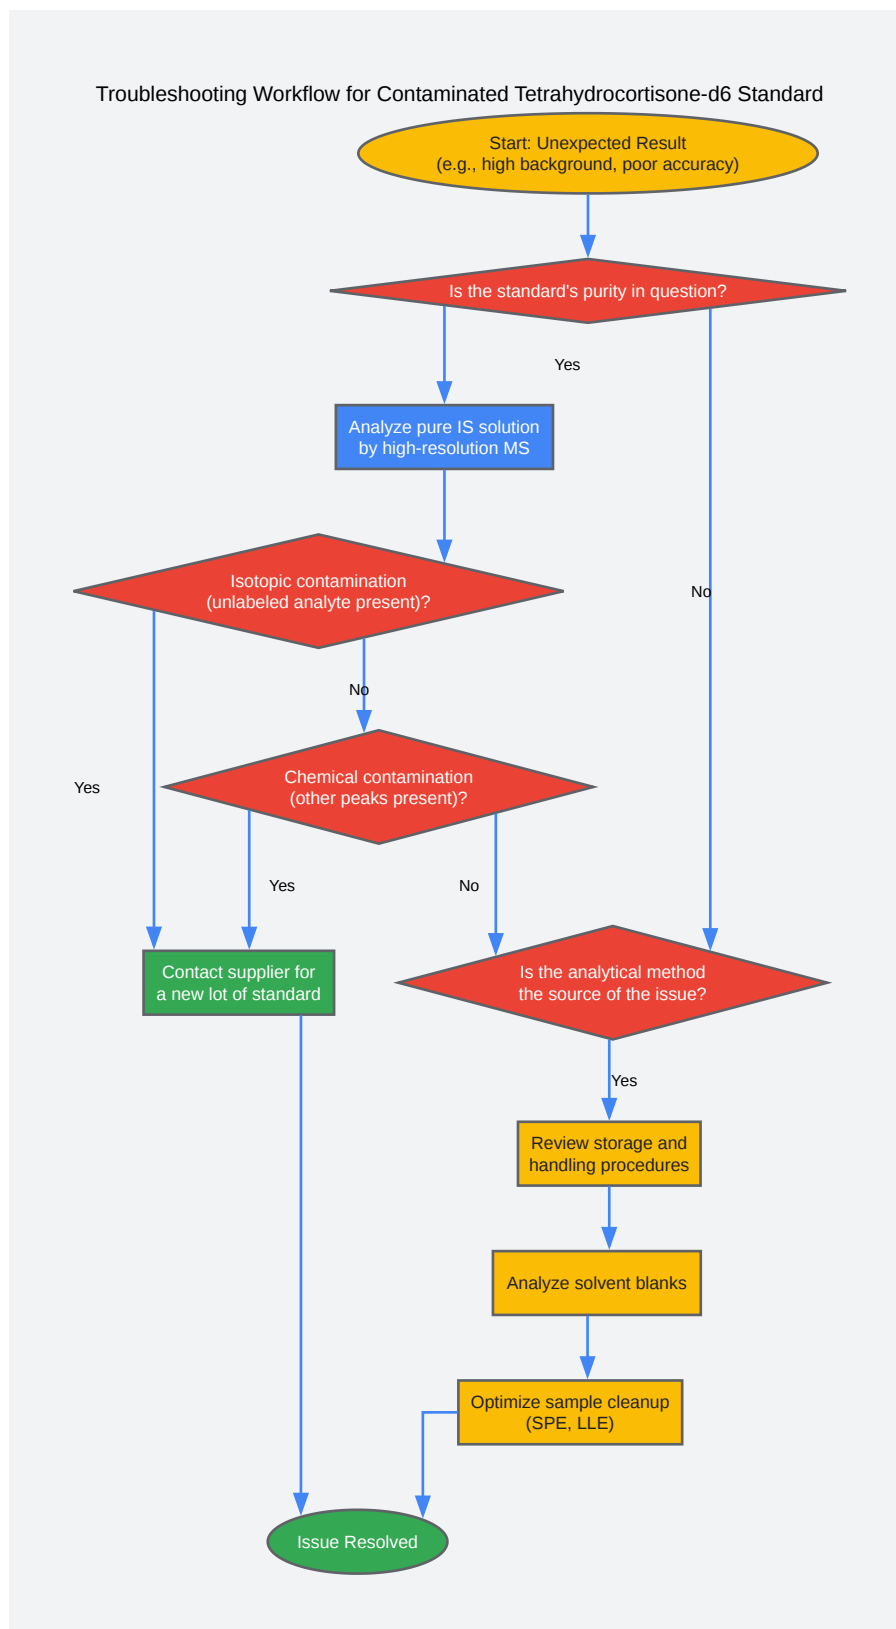 Troubleshooting Workflow for Contaminated Tetrahydrocortisone-d6 Standard
Start: Unexpected Result
(e.g., high background, poor accuracy)
Is the standard's purity in question?
Yes
Analyze pure IS solution
by high-resolution MS
Isotopic contamination
(unlabeled analyte present)?
No
No
Chemical contamination
(other peaks present)?
Yes
Yes
No
Contact supplier for
a new lot of standard
Is the analytical method
the source of the issue?
Yes
Review storage and
handling procedures
Analyze solvent blanks
Optimize sample cleanup
(SPE, LLE)
Issue Resolved